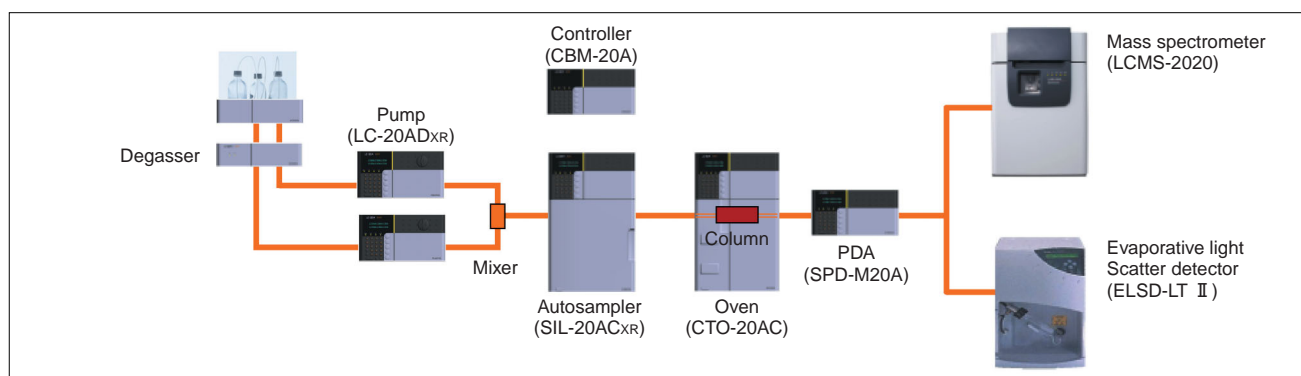 Controller
(CBM-20A)
Mass spectrometer
(LCMS-2020)
Pump
(LC-20ADXR)
Degasser
Mixer
Column
PDA
(SPD-M20A)
Autosampler
(SIL-20ACXR)
Oven
(CTO-20AC)
Evaporative light
Scatter detector
(ELSD-LT Ⅱ)